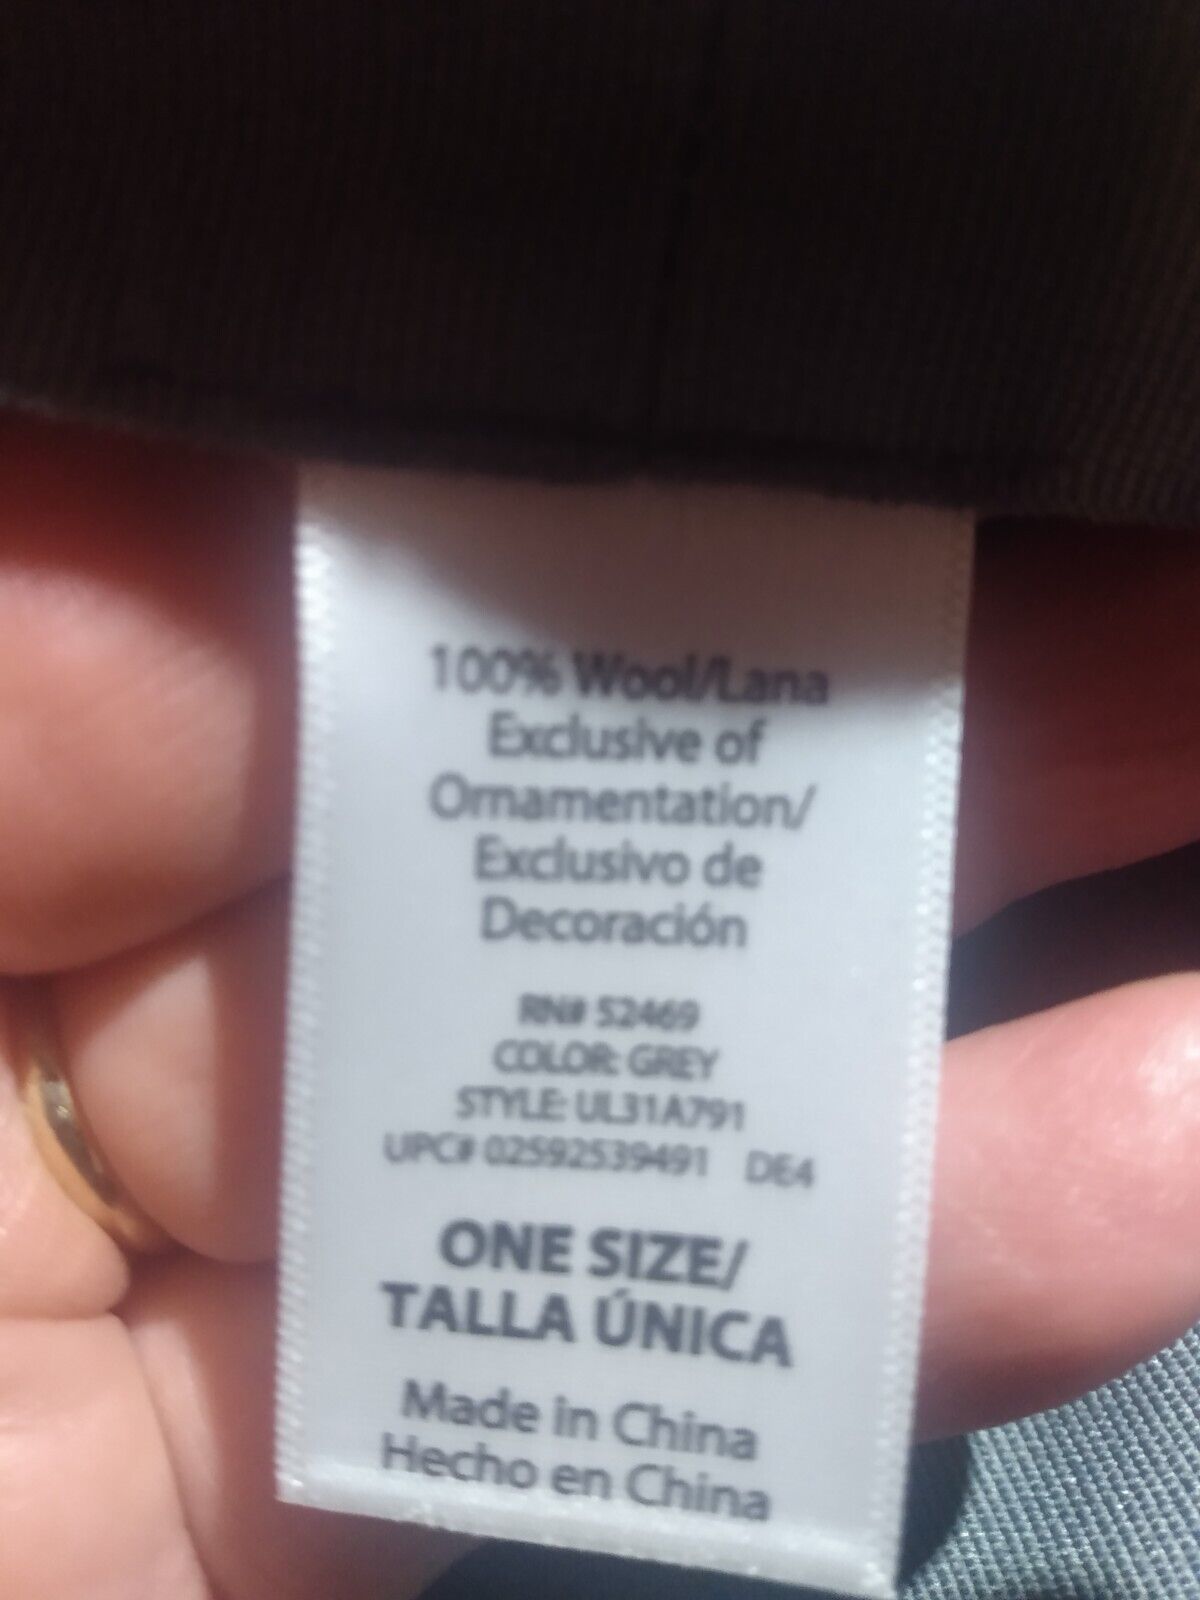 100% Wool/Lana
Exclusive of
Ornamentation/
Exclusivo de
Decoración
RN# 52469
COLOR: GREY
STYLE: UL31A791
UPC# 02592539491 DE4
ONE SIZE/
TALLA ÚNICA
Made in China
Hecho en China